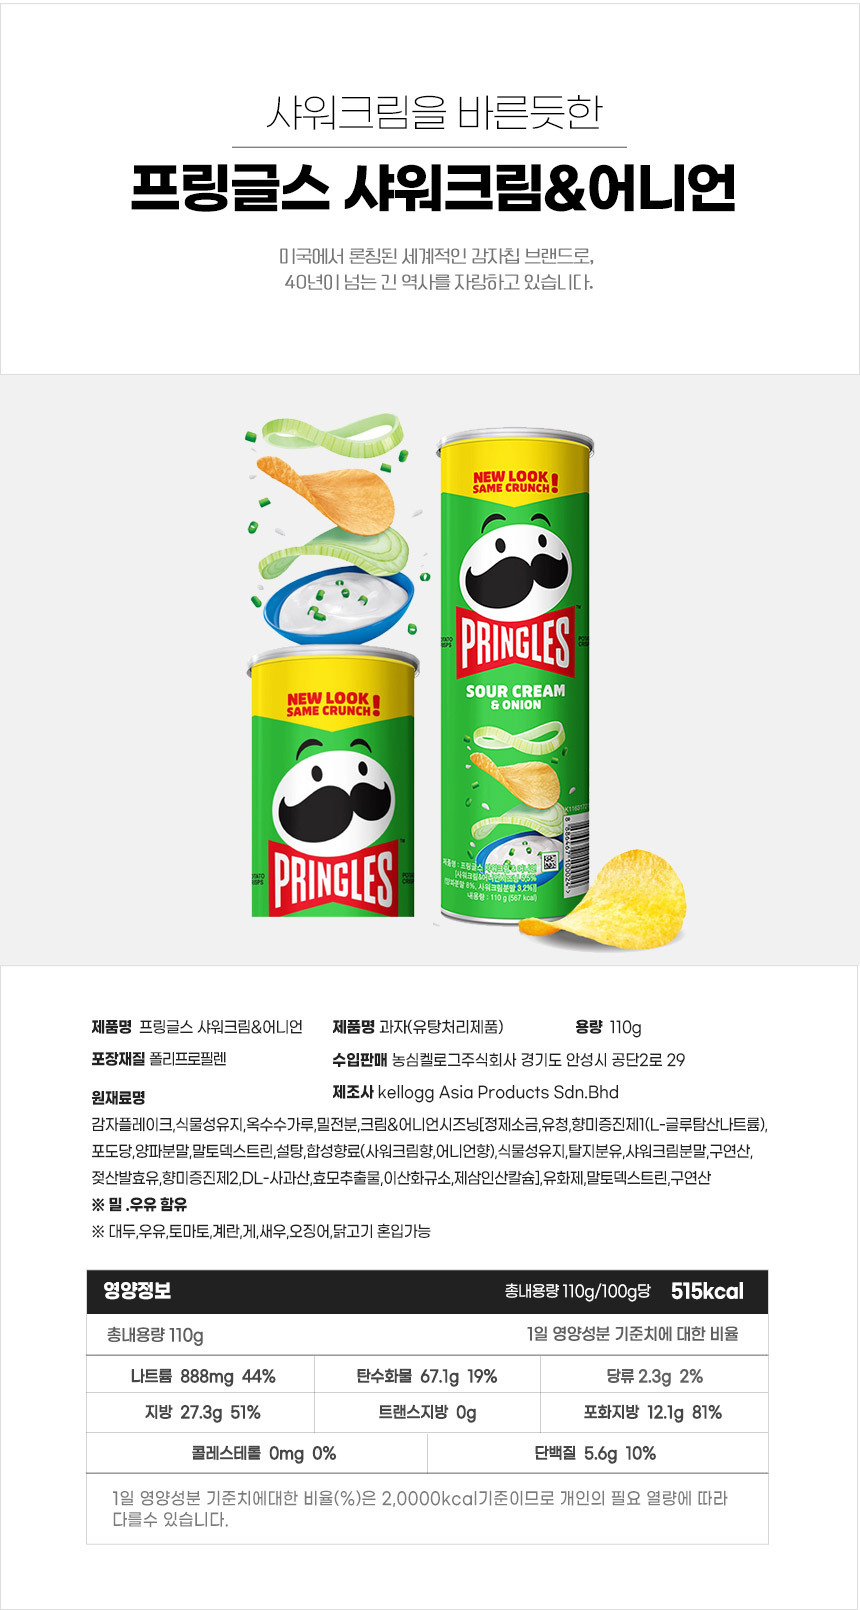 샤워크림을 바른듯한
프링글스 샤워크림&어니언
미국에서 론칭된 세계적인 감자칩 브랜드로,
40년이 넘는 긴 역사를 자랑하고 있습니다.
NEW LOOK
SAME CRUNCH!
PRINGLES
SOUR CREAM
& ONION
제품명 : 프링글스
내용량 : 110 g (567 kcal)
NEW LOOK
SAME CRUNCH!
PRINGLES
제품명 프링글스 샤워크림&어니언 제품명 과자(유탕처리제품) 용량 110g
포장재질 폴리프로필렌 수입판매 농심켈로그주식회사 경기도 안성시 공단2로 29
원재료명 제조사 kellogg Asia Products Sdn.Bhd
감자플레이크,식물성유지,옥수수가루,밀전분,크림&어니언시즈닝[정제소금,유청,향미증진제1(L-글루탐산나트륨),
포도당,양파분말,말토덱스트린,설탕,합성향료(사워크림향,어니언향),식물성유지,탈지분유,사워크림분말,구연산,
젖산발효유,향미증진제2,DL-사과산,효모추출물,이산화규소,제삼인산칼슘],유화제,말토덱스트린,구연산
※ 밀 .우유 함유
※ 대두,우유,토마토,계란,게,새우,오징어,닭고기 혼입가능
영양정보 총내용량 110g/100g당 515kcal
총내용량 110g 1일 영양성분 기준치에 대한 비율
나트륨 888mg 44% 탄수화물 67.1g 19% 당류 2.3g 2%
지방 27.3g 51% 트랜스지방 0g 포화지방 12.1g 81%
콜레스테롤 0mg 0% 단백질 5.6g 10%
1일 영양성분 기준치에대한 비율(%)은 2,0000kcal기준이므로 개인의 필요 열량에 따라
다를수 있습니다.